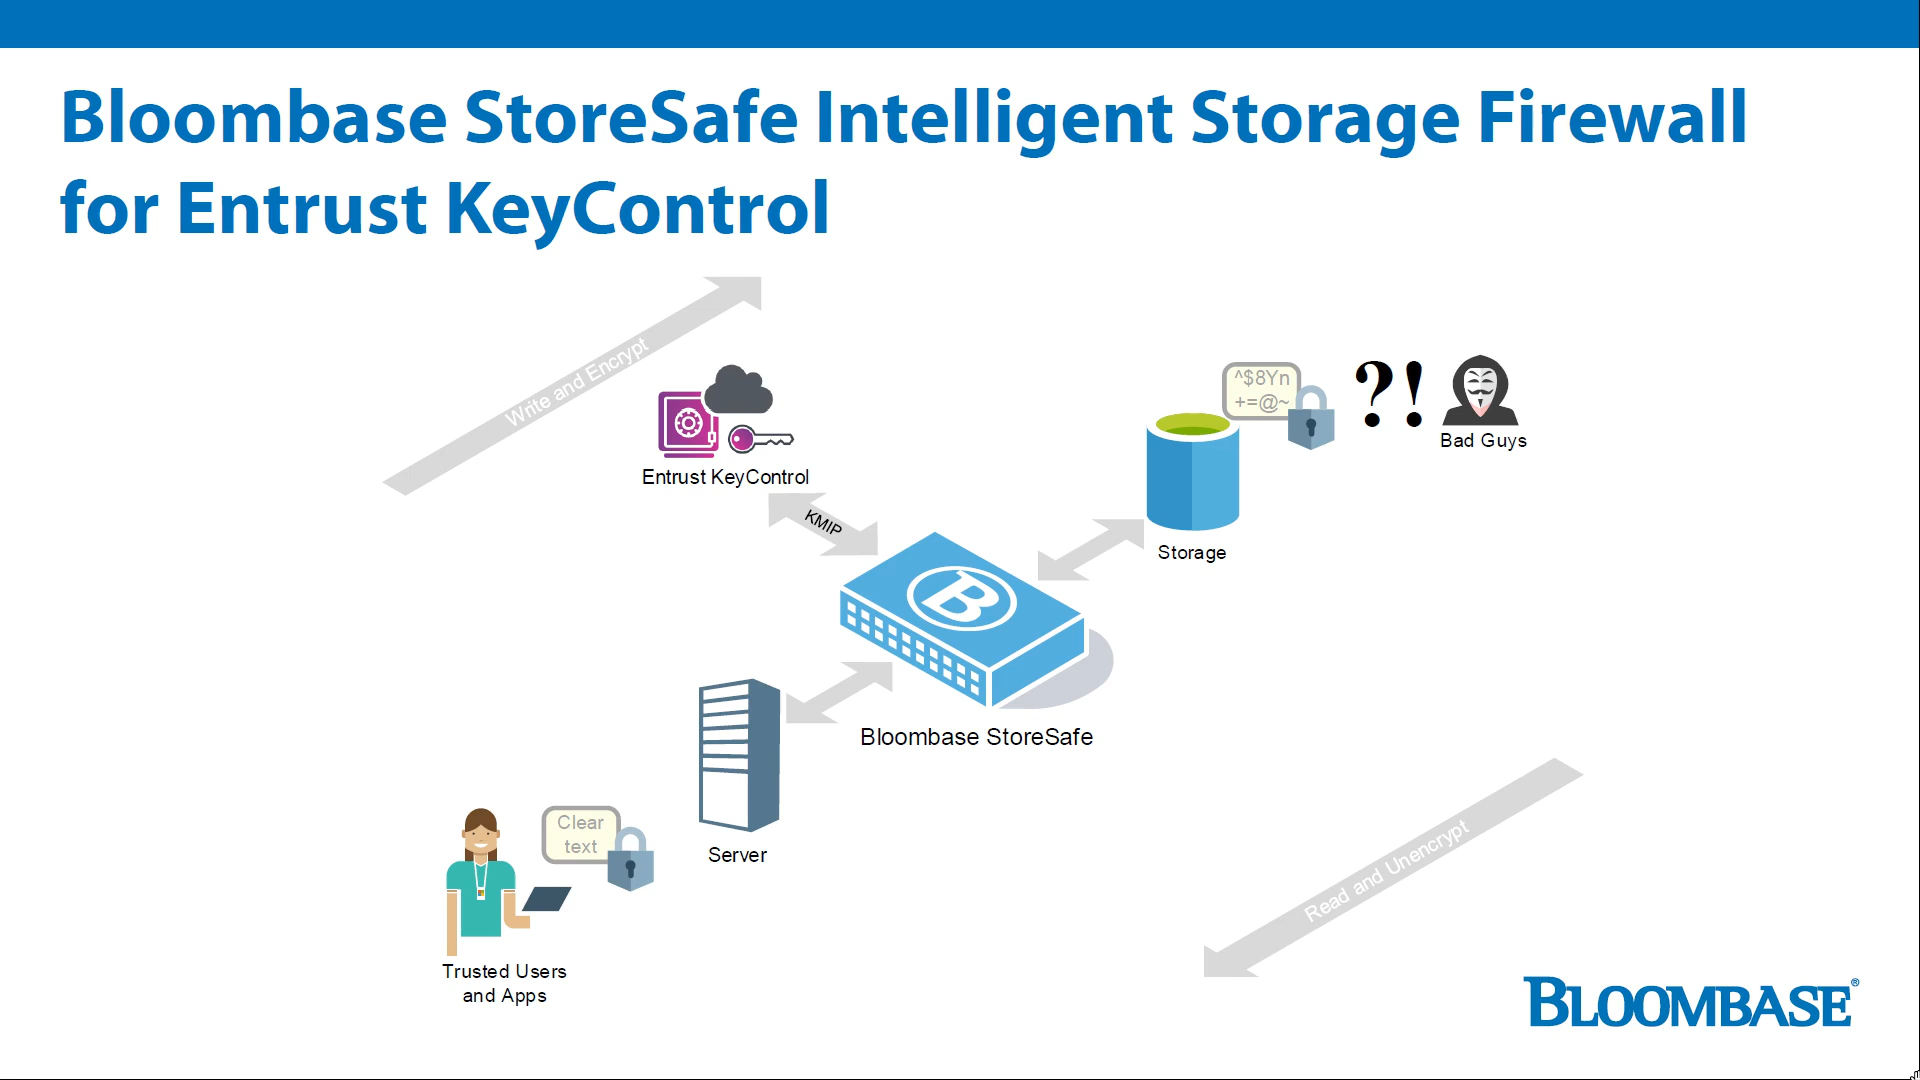 Bloombase StoreSafe Intelligent Storage Firewall
for Entrust KeyControl
Write and Encrypt
Entrust KeyControl
KMIP
^$8Yn
+=@~
?!
Bad Guys
Storage
B
Bloombase StoreSafe
Server
Clear
text
Trusted Users
and Apps
Read and Unencrypt
BLOOMBASE®